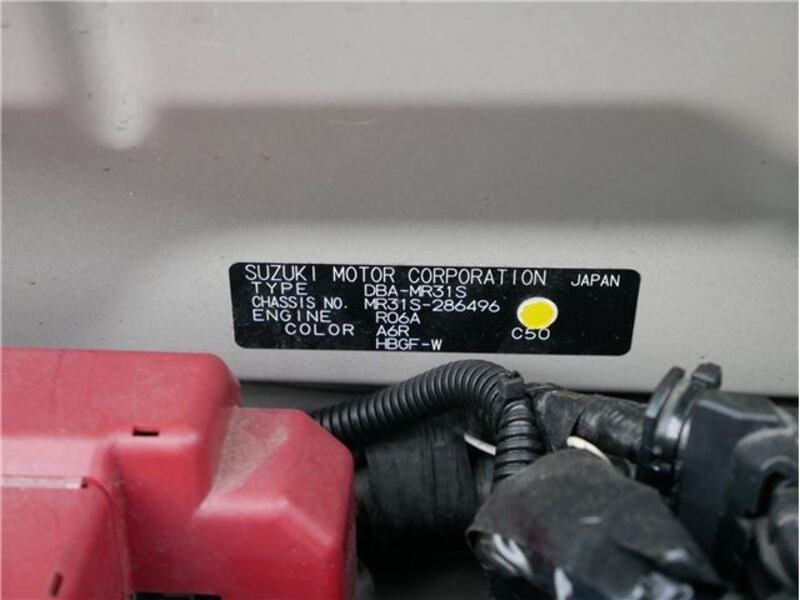 SUZUKI MOTOR CORPORATION JAPAN
TYPE DBA-MR31S
CHASSIS NO. MR31S-286496
ENGINE R06A
COLOR A6R C50
HBGF-W